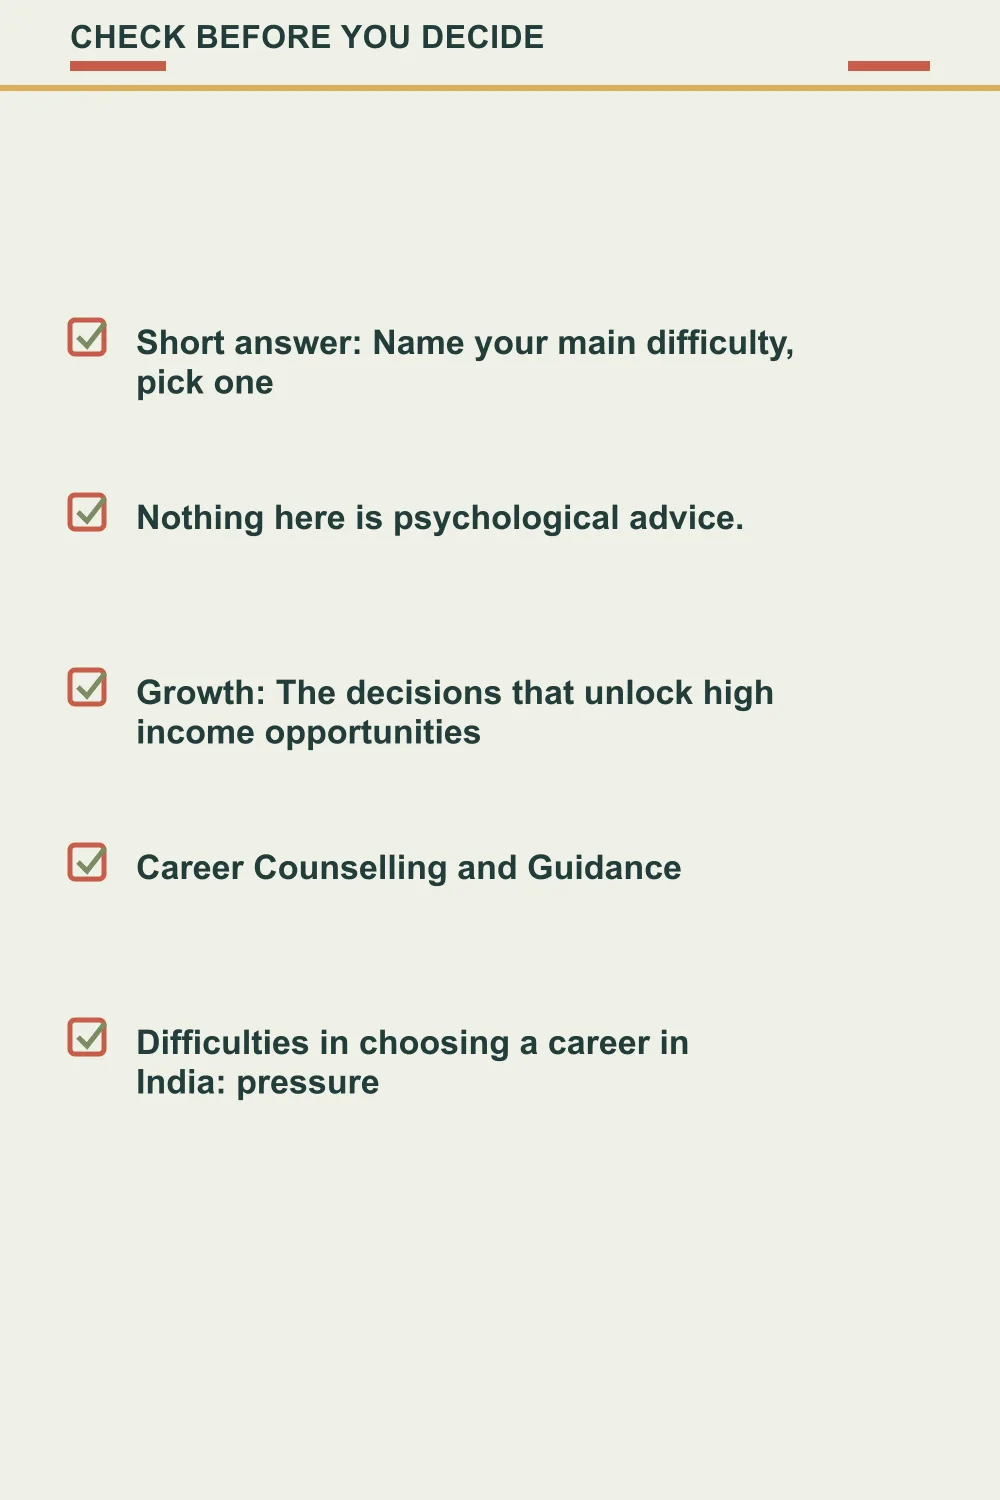 CHECK BEFORE YOU DECIDE
Short answer: Name your main difficulty,
pick one
Nothing here is psychological advice.
Growth: The decisions that unlock high
income opportunities
Career Counselling and Guidance
Difficulties in choosing a career in
India: pressure